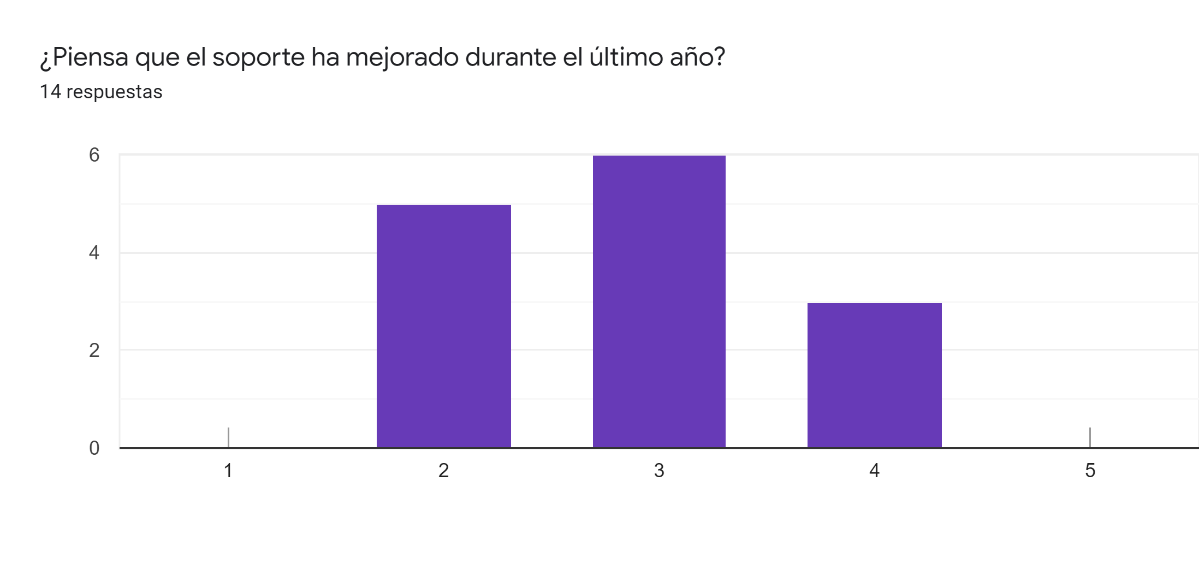 ¿Piensa que el soporte ha mejorado durante el último año?
14 respuestas
6
4
2
0
1 2 3 4 5